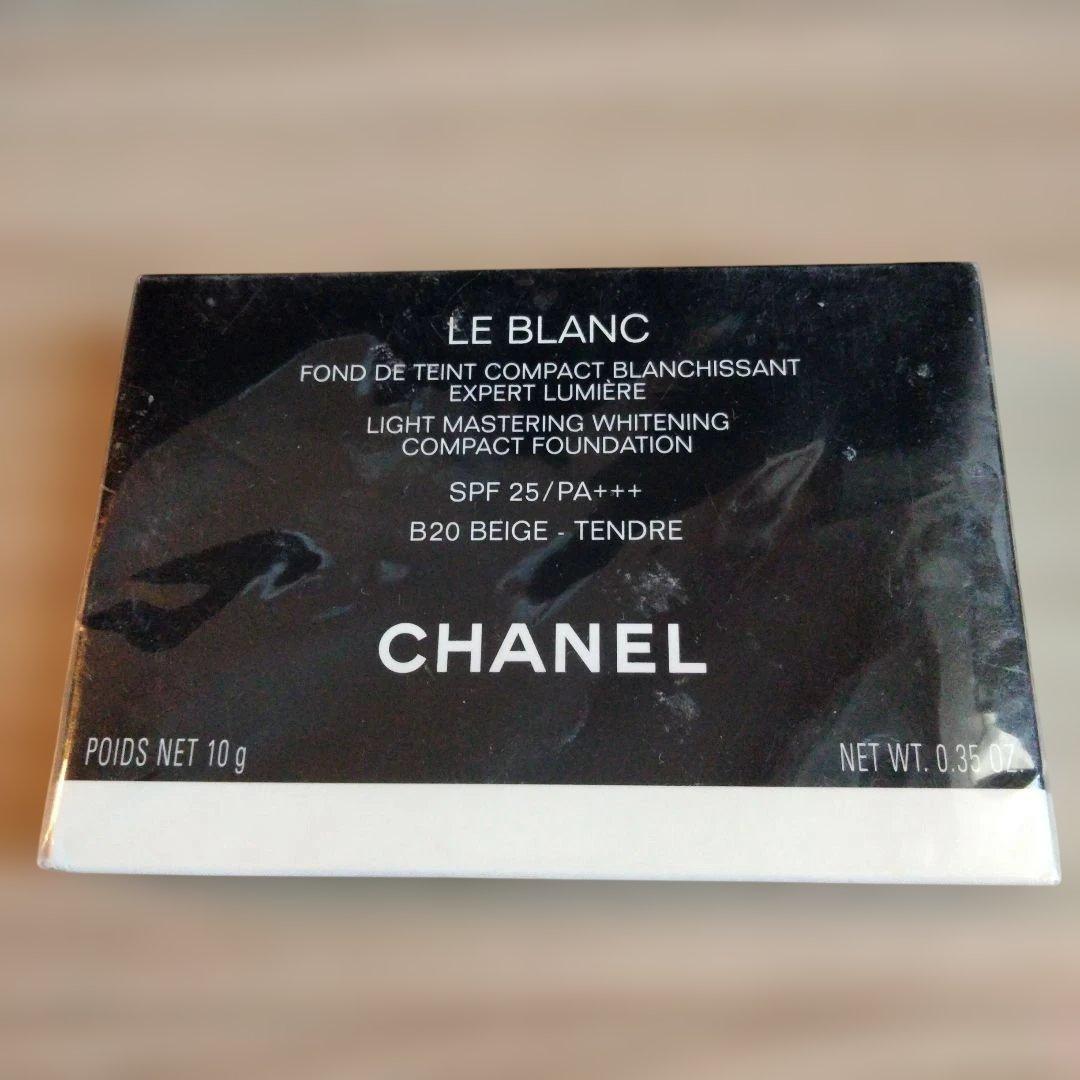 LE BLANC
FOND DE TEINT COMPACT BLANCHISSANT
EXPERT LUMIÈRE
LIGHT MASTERING WHITENING
COMPACT FOUNDATION
SPF 25/PA+++
B20 BEIGE - TENDRE
CHANEL
POIDS NET 10 g
NET WT. 0.35 OZ.